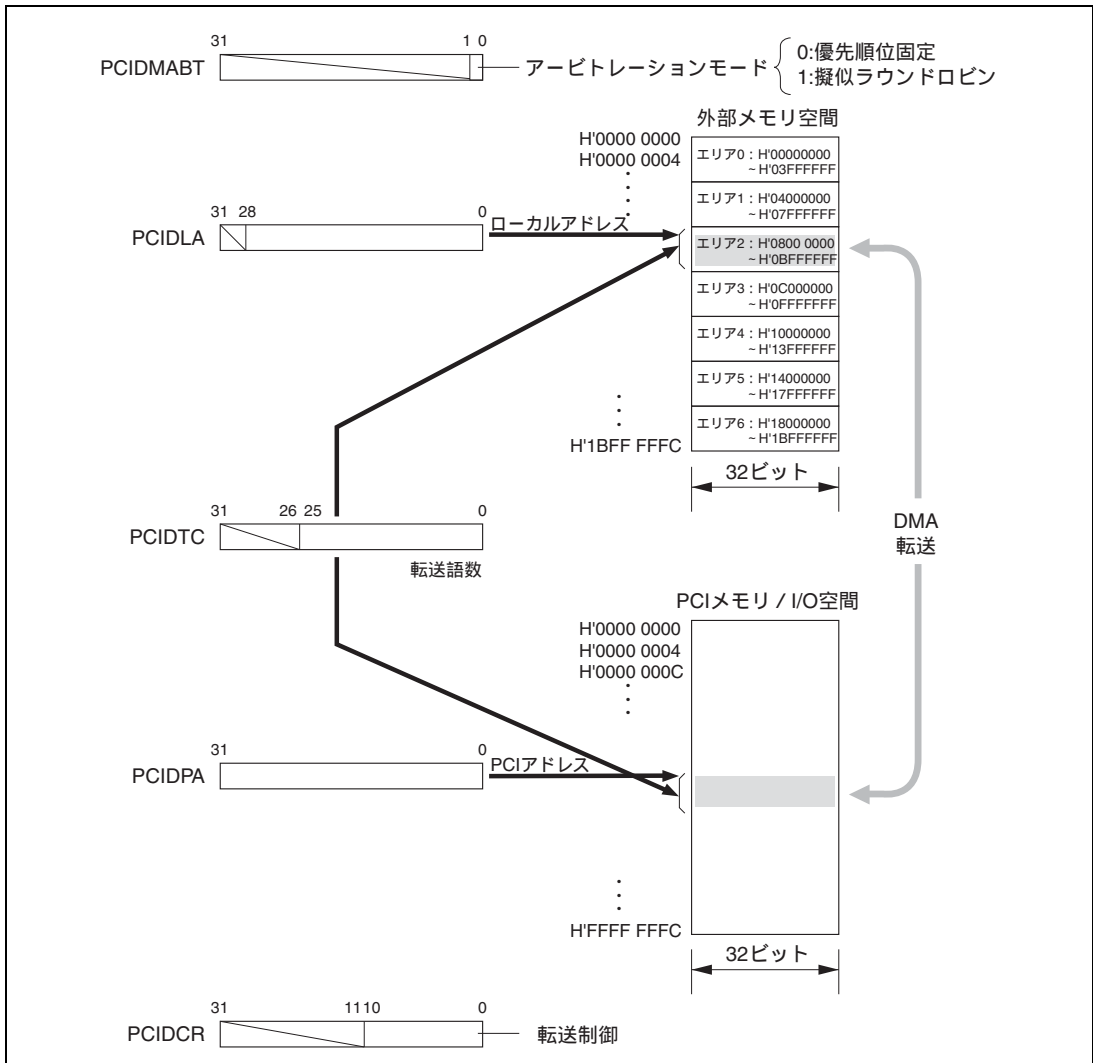 31 1 0
PCIDMABT
アービトレーションモード
0:優先順位固定
1:擬似ラウンドロビン
外部メモリ空間
H'0000 0000
H'0000 0004
エリア0 : H'00000000
~ H'03FFFFFF
エリア1 : H'04000000
~ H'07FFFFFF
31 28 0
PCIDLA
ローカルアドレス
エリア2 : H'0800 0000
~ H'0BFFFFFF
エリア3 : H'0C000000
~ H'0FFFFFFF
エリア4 : H'10000000
~ H'13FFFFFF
エリア5 : H'14000000
~ H'17FFFFFF
エリア6 : H'18000000
~ H'1BFFFFFF
H'1BFF FFFC
32ビット
31 26 25 0
PCIDTC
転送語数
DMA
転送
PCIメモリ / I/O空間
H'0000 0000
H'0000 0004
H'0000 000C
31 0
PCIDPA
PCIアドレス
H'FFFF FFFC
32ビット
31 1110 0
PCIDCR
転送制御